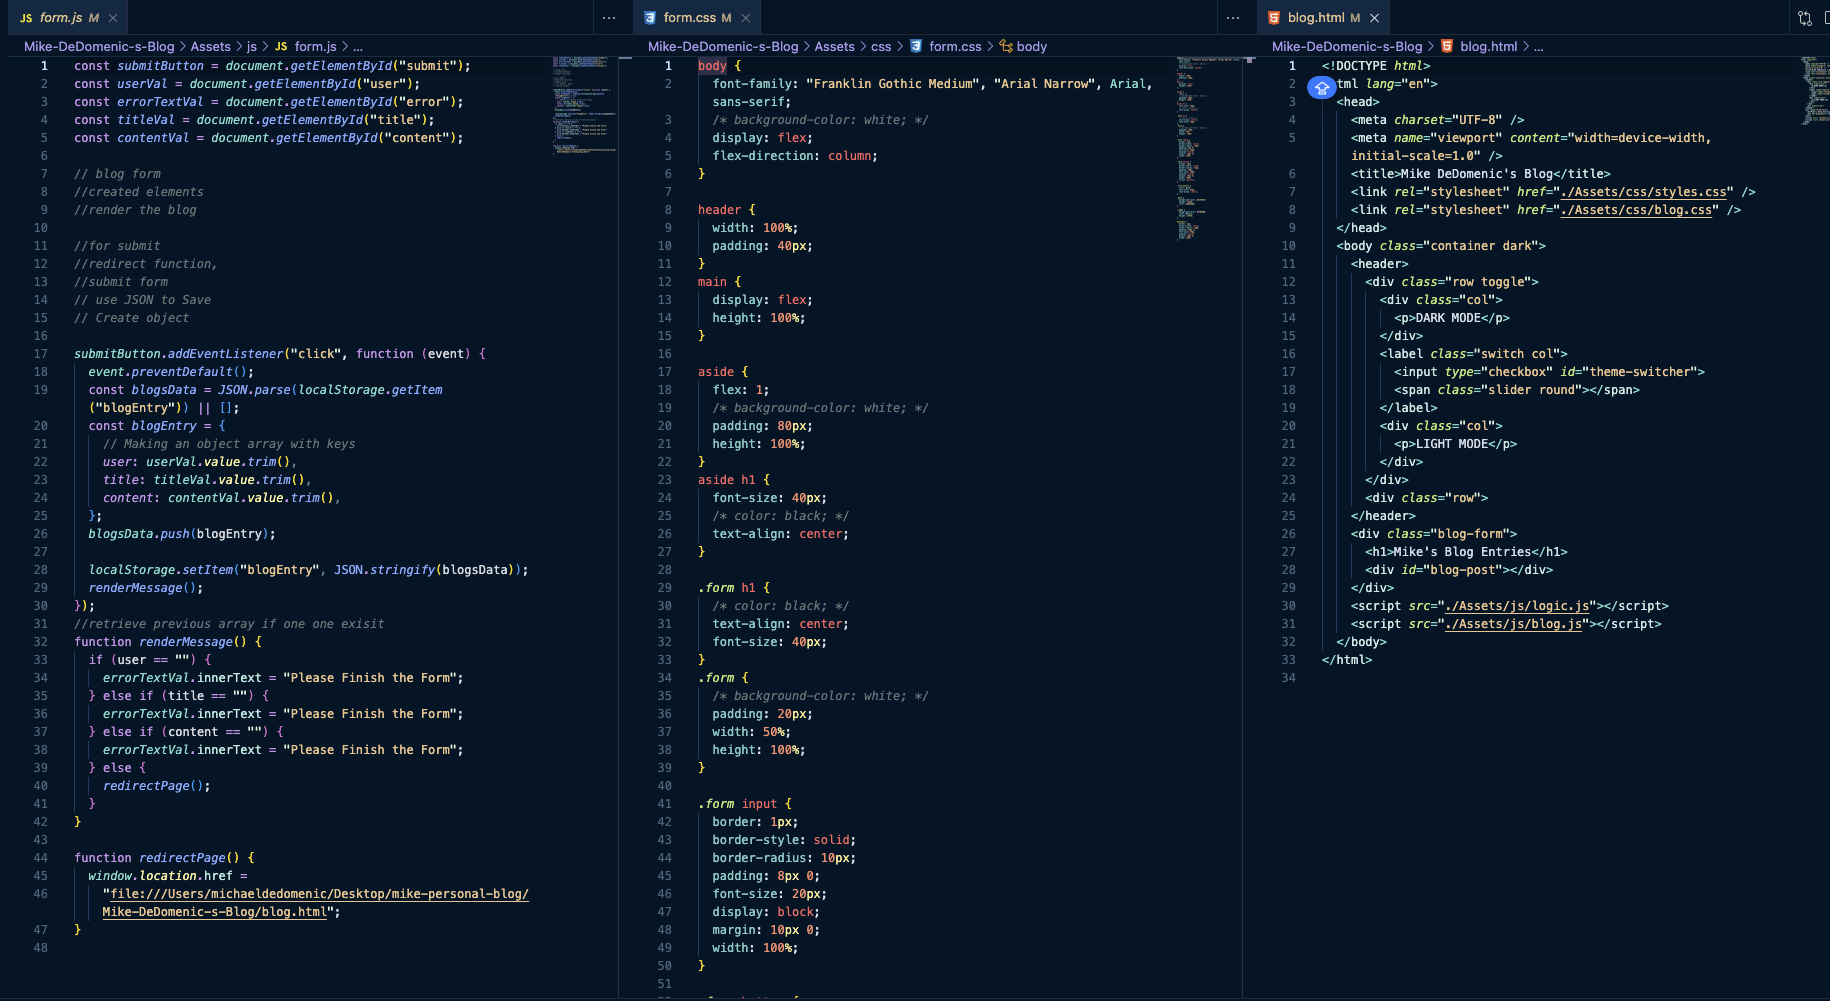 JS form.js M ×
Mike-DeDomenic-s-Blog > Assets > js > JS form.js > ...
1 const submitButton = document.getElementById("submit");
2 const userVal = document.getElementById("user");
3 const errorTextVal = document.getElementById("error");
4 const titleVal = document.getElementById("title");
5 const contentVal = document.getElementById("content");
6
7 // blog form
8 //created elements
9 //render the blog
10
11 //for submit
12 //redirect function,
13 //submit form
14 // use JSON to Save
15 // Create object
16
17 submitButton.addEventListener("click", function (event) {
18 event.preventDefault();
19 const blogsData = JSON.parse(localStorage.getItem
("blogEntry")) || [];
20 const blogEntry = {
21 // Making an object array with keys
22 user: userVal.value.trim(),
23 title: titleVal.value.trim(),
24 content: contentVal.value.trim(),
25 };
26 blogsData.push(blogEntry);
27
28 localStorage.setItem("blogEntry", JSON.stringify(blogsData));
29 renderMessage();
30 });
31 //retrieve previous array if one one exisit
32 function renderMessage() {
33 if (user == "") {
34 errorTextVal.innerText = "Please Finish the Form";
35 } else if (title == "") {
36 errorTextVal.innerText = "Please Finish the Form";
37 } else if (content == "") {
38 errorTextVal.innerText = "Please Finish the Form";
39 } else {
40 redirectPage();
41 }
42 }
43
44 function redirectPage() {
45 window.location.href =
46 "file:///Users/michaeldedomenic/Desktop/mike-personal-blog/
Mike-DeDomenic-s-Blog/blog.html";
47 }
48
... form.css M ×
Mike-DeDomenic-s-Blog > Assets > css > form.css > body
1 body {
2 font-family: "Franklin Gothic Medium", "Arial Narrow", Arial,
sans-serif;
3 /* background-color: white; */
4 display: flex;
5 flex-direction: column;
6 }
7
8 header {
9 width: 100%;
10 padding: 40px;
11 }
12 main {
13 display: flex;
14 height: 100%;
15 }
16
17 aside {
18 flex: 1;
19 /* background-color: white; */
20 padding: 80px;
21 height: 100%;
22 }
23 aside h1 {
24 font-size: 40px;
25 /* color: black; */
26 text-align: center;
27 }
28
29 .form h1 {
30 /* color: black; */
31 text-align: center;
32 font-size: 40px;
33 }
34 .form {
35 /* background-color: white; */
36 padding: 20px;
37 width: 50%;
38 height: 100%;
39 }
40
41 .form input {
42 border: 1px;
43 border-style: solid;
44 border-radius: 10px;
45 padding: 8px 0;
46 font-size: 20px;
47 display: block;
48 margin: 10px 0;
49 width: 100%;
50 }
51
... blog.html M ×
Mike-DeDomenic-s-Blog > blog.html > ...
1 <!DOCTYPE html>
2 tml lang="en">
3 <head>
4 <meta charset="UTF-8" />
5 <meta name="viewport" content="width=device-width,
initial-scale=1.0" />
6 <title>Mike DeDomenic's Blog</title>
7 <link rel="stylesheet" href="./Assets/css/styles.css" />
8 <link rel="stylesheet" href="./Assets/css/blog.css" />
9 </head>
10 <body class="container dark">
11 <header>
12 <div class="row toggle">
13 <div class="col">
14 <p>DARK MODE</p>
15 </div>
16 <label class="switch col">
17 <input type="checkbox" id="theme-switcher">
18 <span class="slider round"></span>
19 </label>
20 <div class="col">
21 <p>LIGHT MODE</p>
22 </div>
23 </div>
24 <div class="row">
25 </header>
26 <div class="blog-form">
27 <h1>Mike's Blog Entries</h1>
28 <div id="blog-post"></div>
29 </div>
30 <script src="./Assets/js/logic.js"></script>
31 <script src="./Assets/js/blog.js"></script>
32 </body>
33 </html>
34